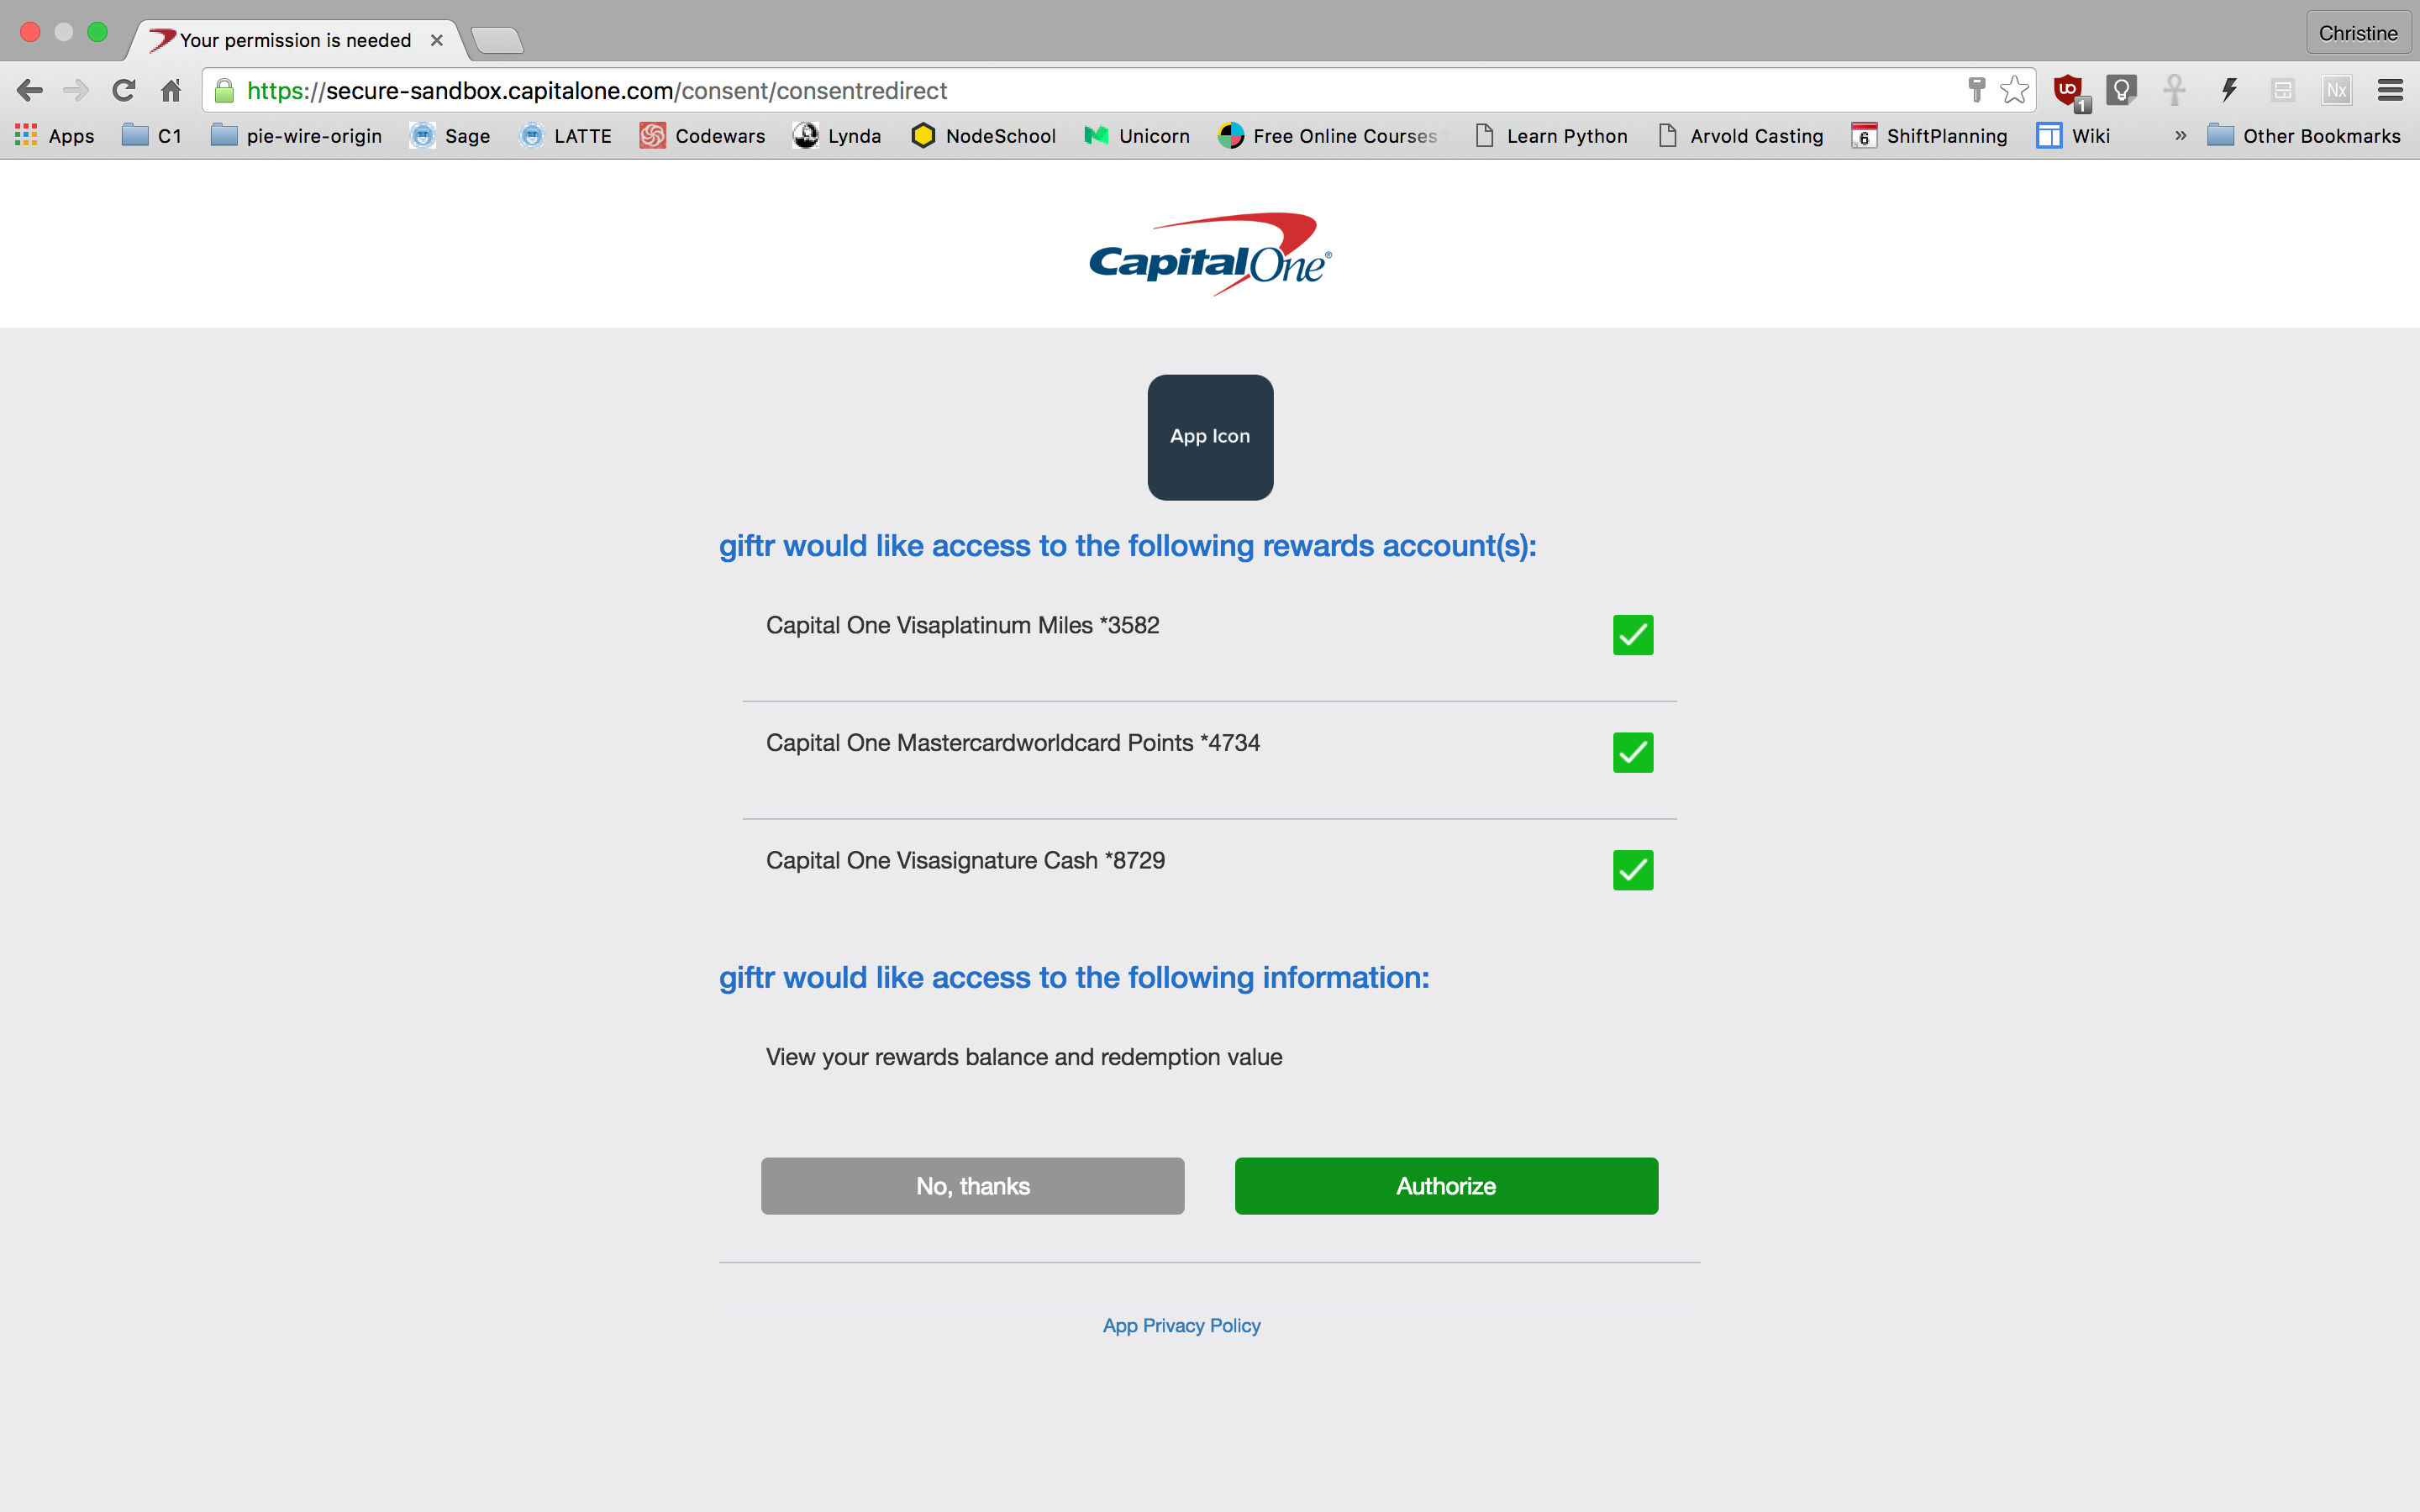 Your permission is needed
Christine
https://secure-sandbox.capitalone.com/consent/consentredirect
UO
1
Nx
Apps
C1
pie-wire-origin
Sage
LATTE
Codewars
Lynda
NodeSchool
Unicorn
Free Online Courses
Learn Python
Arvold Casting
6
ShiftPlanning
Wiki
»
Other Bookmarks
CapitalOne®
App Icon
giftr would like access to the following rewards account(s):
Capital One Visaplatinum Miles *3582
Capital One Mastercardworldcard Points *4734
Capital One Visasignature Cash *8729
giftr would like access to the following information:
View your rewards balance and redemption value
No, thanks
Authorize
App Privacy Policy